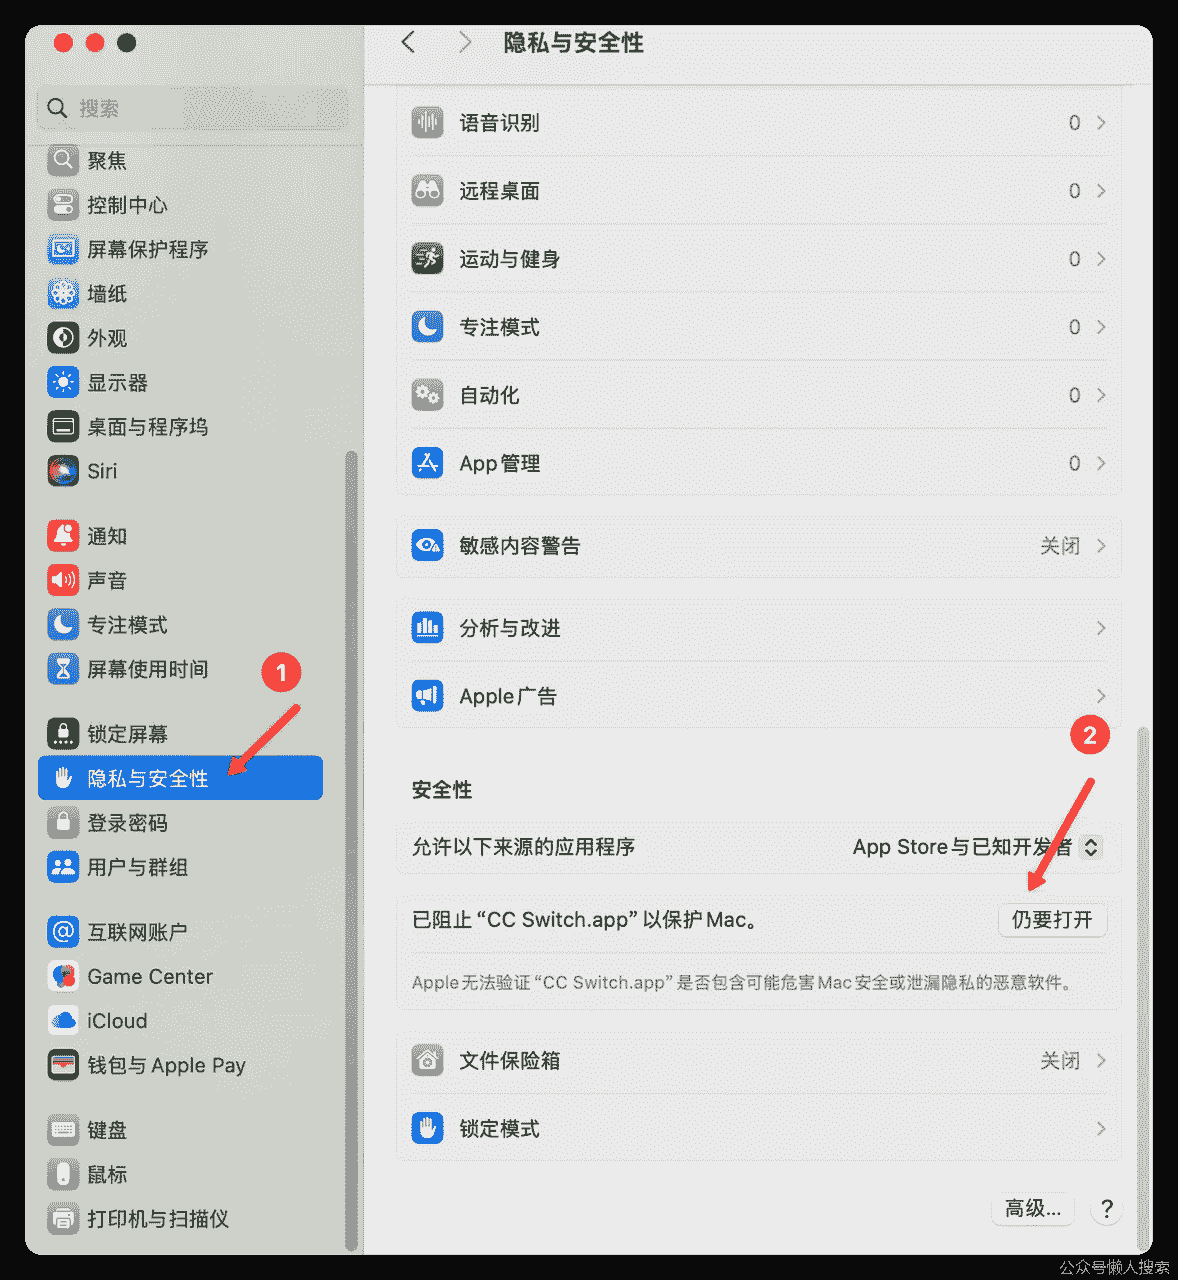 隐私与安全性
搜索
聚焦
控制中心
屏幕保护程序
墙纸
外观
显示器
桌面与程序坞
Siri
通知
声音
专注模式
屏幕使用时间
1
锁定屏幕
隐私与安全性
登录密码
用户与群组
互联网账户
Game Center
iCloud
钱包与 Apple Pay
键盘
鼠标
打印机与扫描仪
语音识别 0
远程桌面 0
运动与健身 0
专注模式 0
自动化 0
App管理 0
敏感内容警告 关闭
分析与改进
Apple广告
2
安全性
允许以下来源的应用程序 App Store与已知开发者
已阻止“CC Switch.app”以保护Mac。 仍要打开
Apple无法验证“CC Switch.app”是否包含可能危害Mac安全或泄漏隐私的恶意软件。
文件保险箱 关闭
锁定模式
高级... ?
公众号懒人搜索